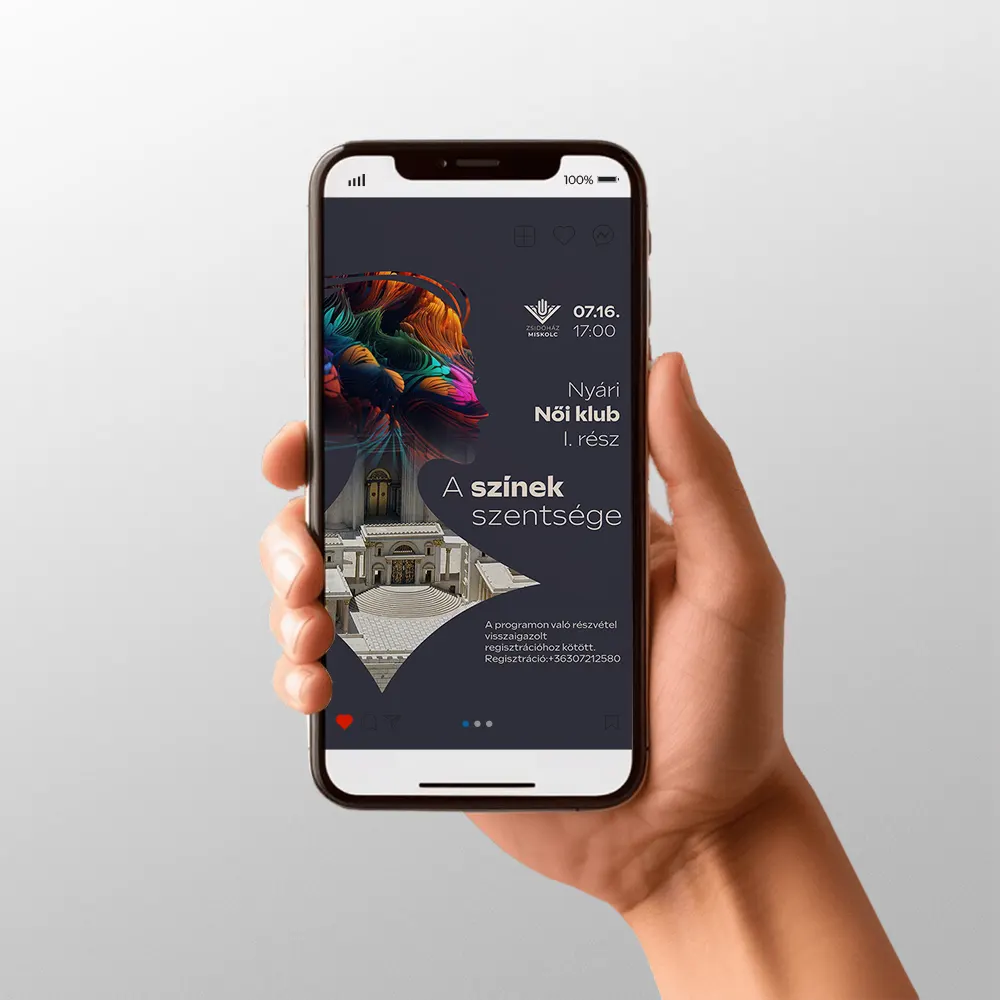 100%
ZSIDÓHÁZ
MISKOLC
07.16.
17:00
Nyári
Női klub
I. rész
A színek
szentsége
A programon való részvétel
visszaigazolt
regisztrációhoz kötött.
Regisztráció:+36307212580